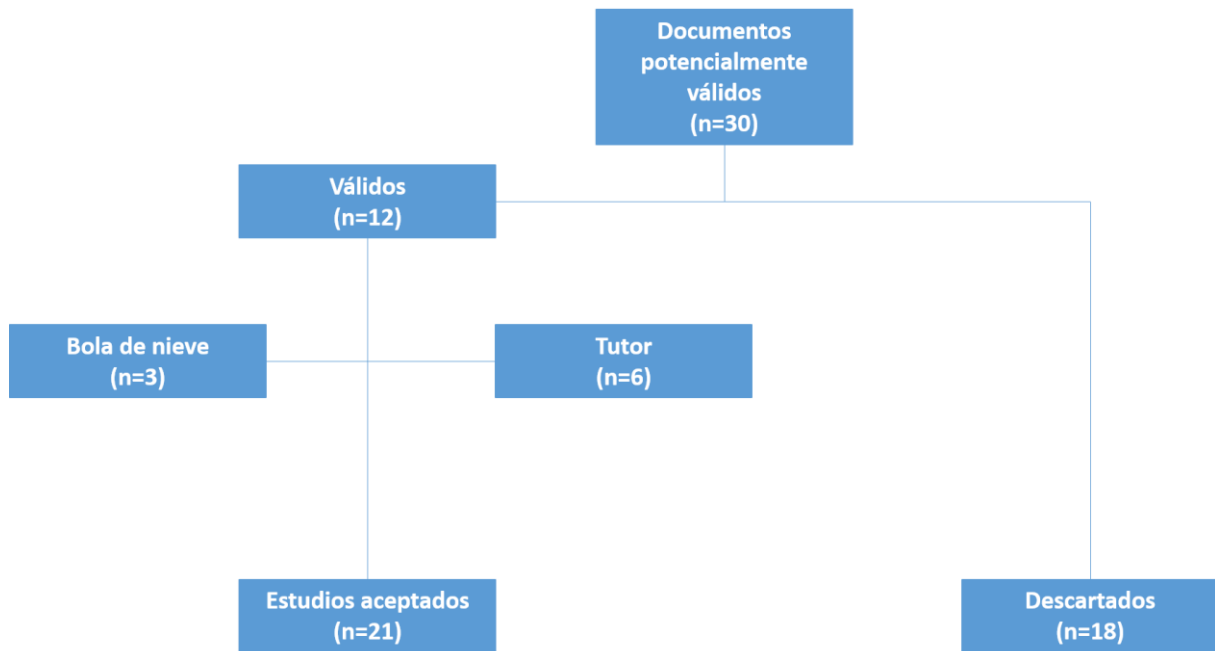 Documentos
potencialmente
válidos
(n=30)
Válidos
(n=12)
Bola de nieve
(n=3)
Tutor
(n=6)
Estudios aceptados
(n=21)
Descartados
(n=18)